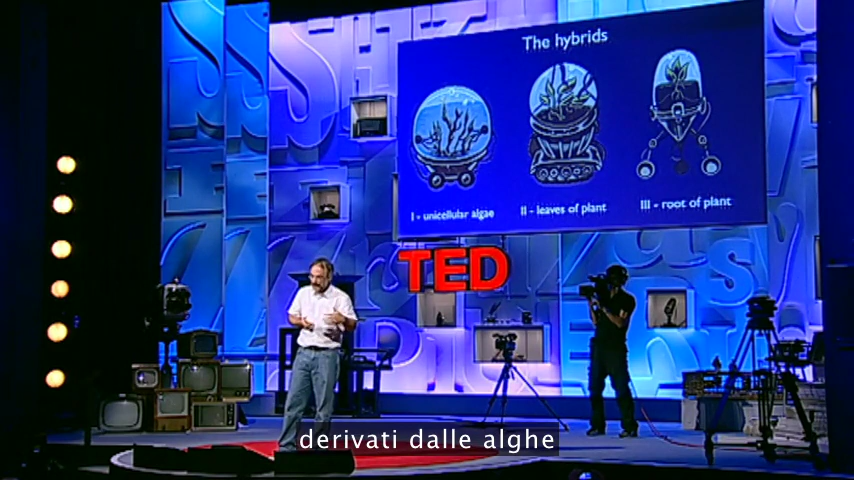 The hybrids
I - unicellular algae
II - leaves of plant
III - root of plant
TED
derivati dalle alghe